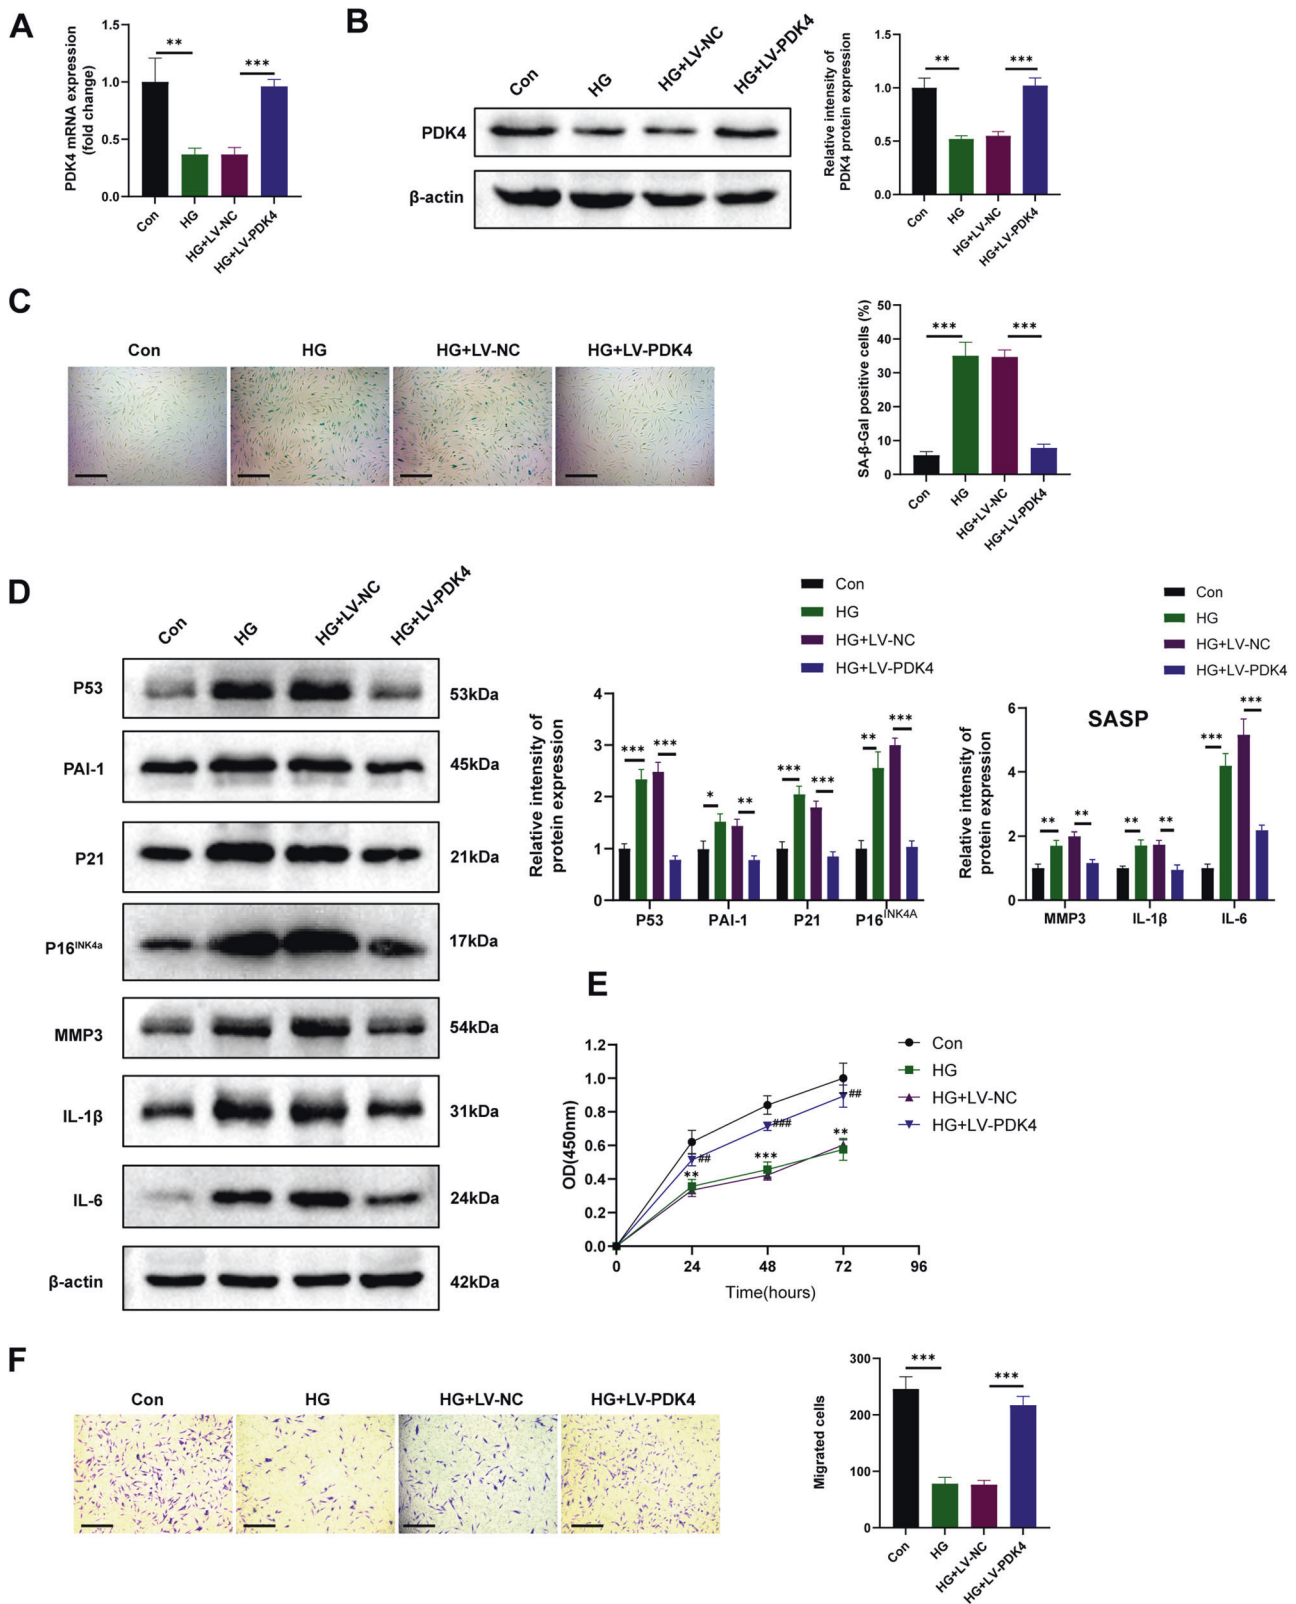 A
PDK4 mRNA expression
(fold change)
1.5
1.0
0.5
0.0
**
***
Con
HG
HG+LV-NC
HG+LV-PDK4
B
Con
HG
HG+LV-NC
HG+LV-PDK4
PDK4
β-actin
Relative intensity of
PDK4 protein expression
1.5
1.0
0.5
0.0
**
***
Con
HG
HG+LV-NC
HG+LV-PDK4
C
Con
HG
HG+LV-NC
HG+LV-PDK4
SA-β-Gal positive cells (%)
50
40
30
20
10
0
***
***
Con
HG
HG+LV-NC
HG+LV-PDK4
D
Con
HG
HG+LV-NC
HG+LV-PDK4
P53
53kDa
PAI-1
45kDa
P21
21kDa
P16INK4a
17kDa
MMP3
54kDa
IL-1β
31kDa
IL-6
24kDa
β-actin
42kDa
Con
HG
HG+LV-NC
HG+LV-PDK4
Relative intensity of
protein expression
4
3
2
1
0
***
***
*
**
***
***
**
***
P53
PAI-1
P21
P16INK4A
Con
HG
HG+LV-NC
HG+LV-PDK4
SASP
Relative intensity of
protein expression
6
4
2
0
**
**
**
**
***
***
MMP3
IL-1β
IL-6
E
OD(450nm)
1.2
1.0
0.8
0.6
0.4
0.2
0.0
##
**
###
***
##
**
0
24
48
72
96
Time(hours)
Con
HG
HG+LV-NC
HG+LV-PDK4
F
Con
HG
HG+LV-NC
HG+LV-PDK4
Migrated cells
300
200
100
0
***
***
Con
HG
HG+LV-NC
HG+LV-PDK4